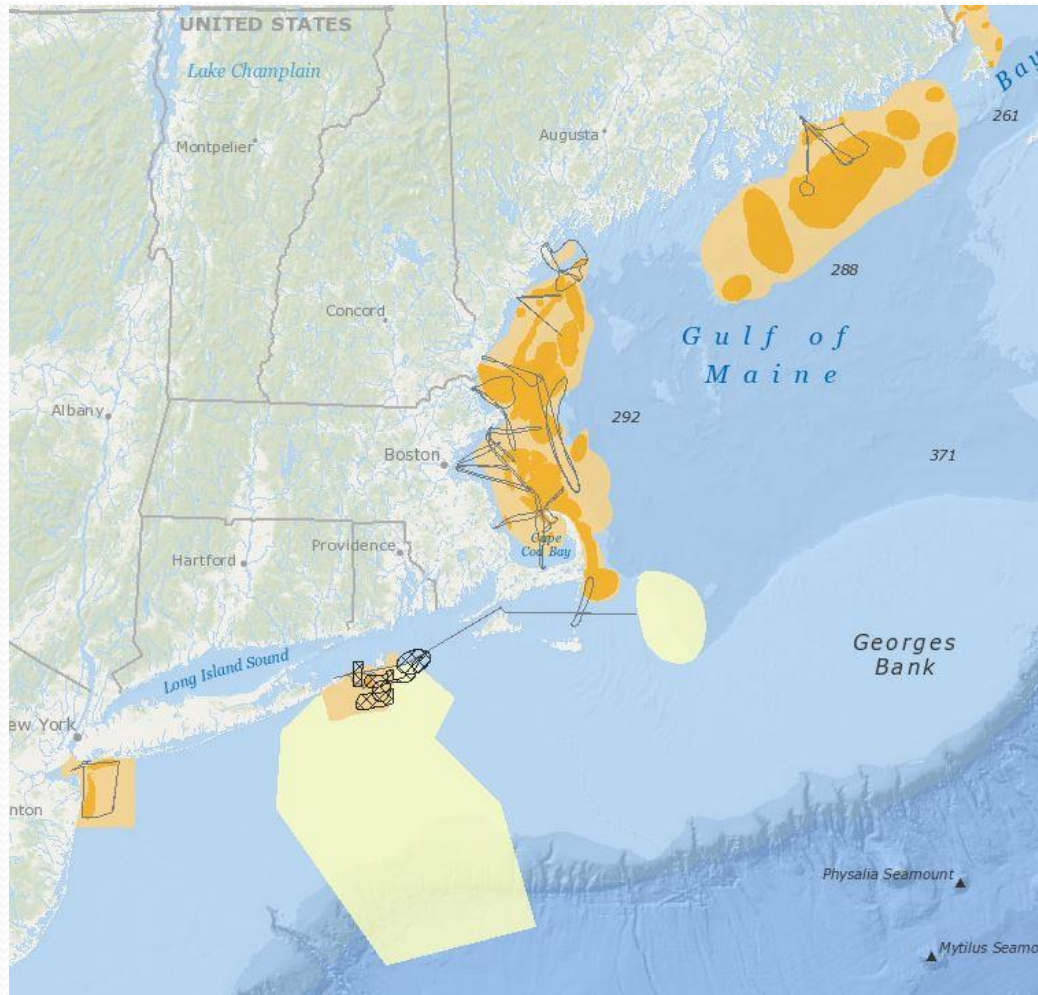 UNITED STATES
Lake Champlain
Bay
261
Augusta
Montpelier
288
Concord
Gulf of
Maine
Albany
292
Boston
371
Providence
Cape
Cod Bay
Hartford
Georges
Bank
Long Island Sound
ew York
nton
Physalia Seamount
Mytilus Seamo